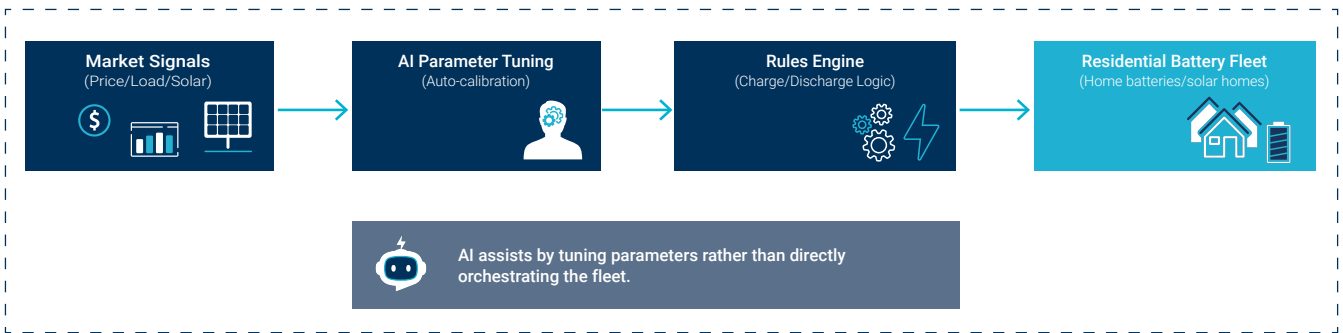 Market Signals
(Price/Load/Solar)
$
AI Parameter Tuning
(Auto-calibration)
Rules Engine
(Charge/Discharge Logic)
Residential Battery Fleet
(Home batteries/solar homes)
AI assists by tuning parameters rather than directly
orchestrating the fleet.